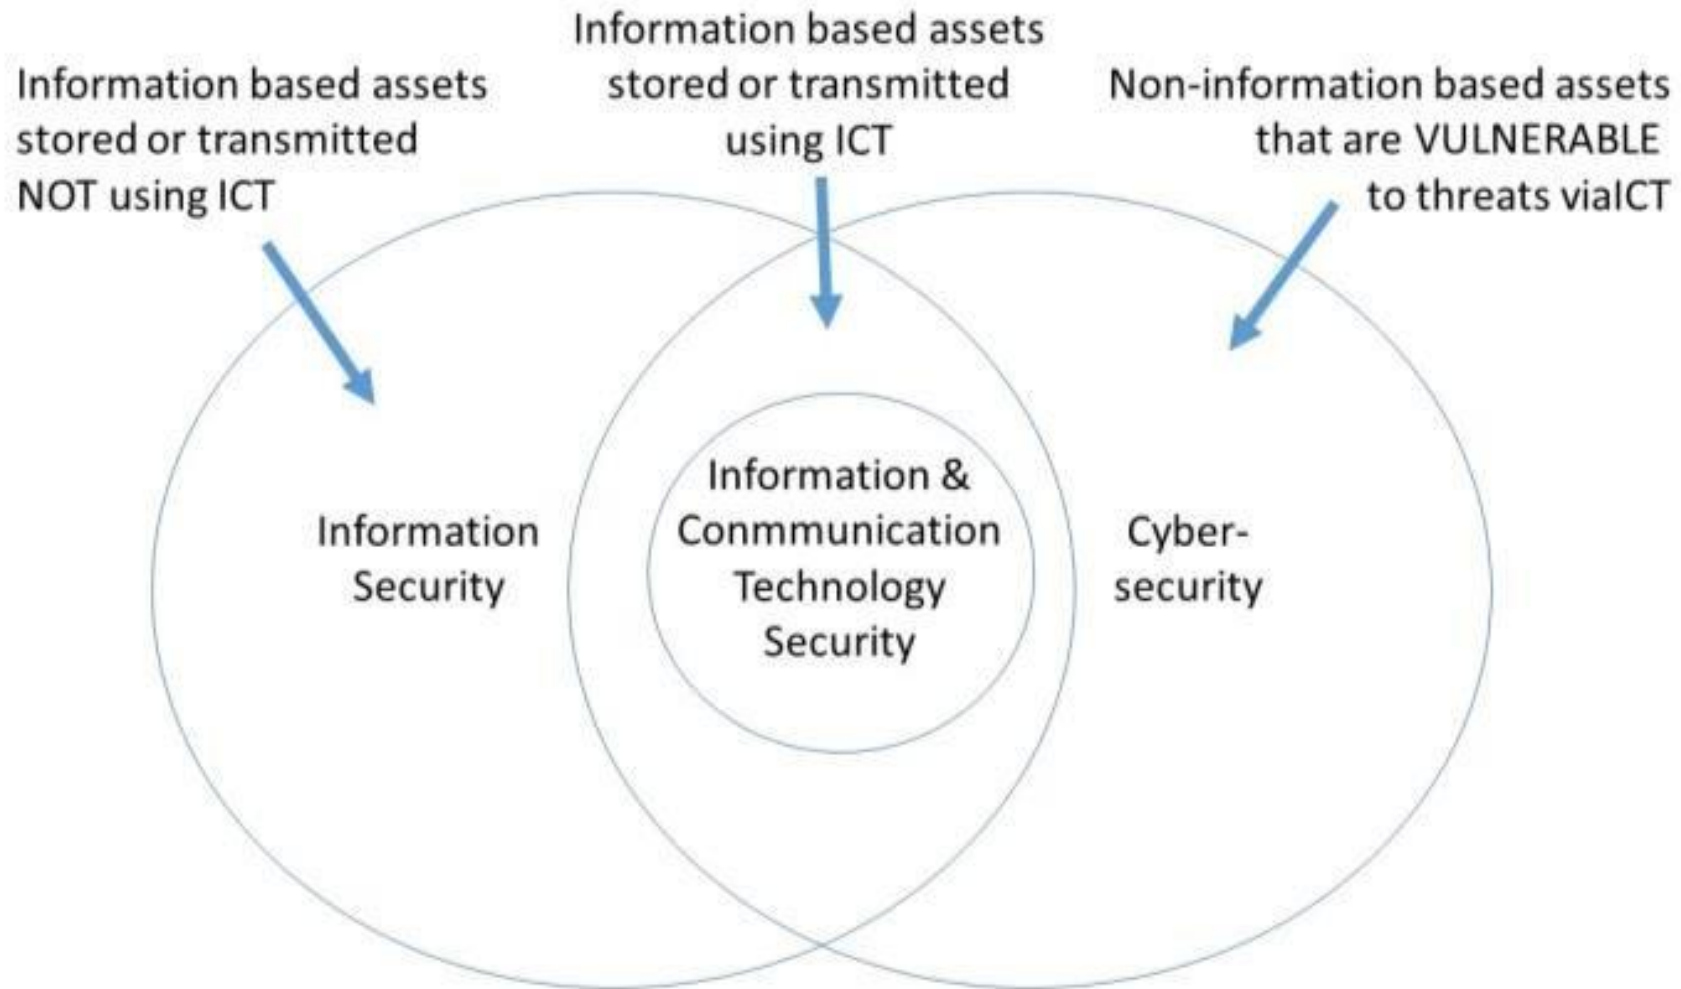 Information based assets
stored or transmitted
NOT using ICT
Information based assets
stored or transmitted
using ICT
Non-information based assets
that are VULNERABLE
to threats viaICT
Information
Security
Information &
Conmmunication
Technology
Security
Cyber-
security